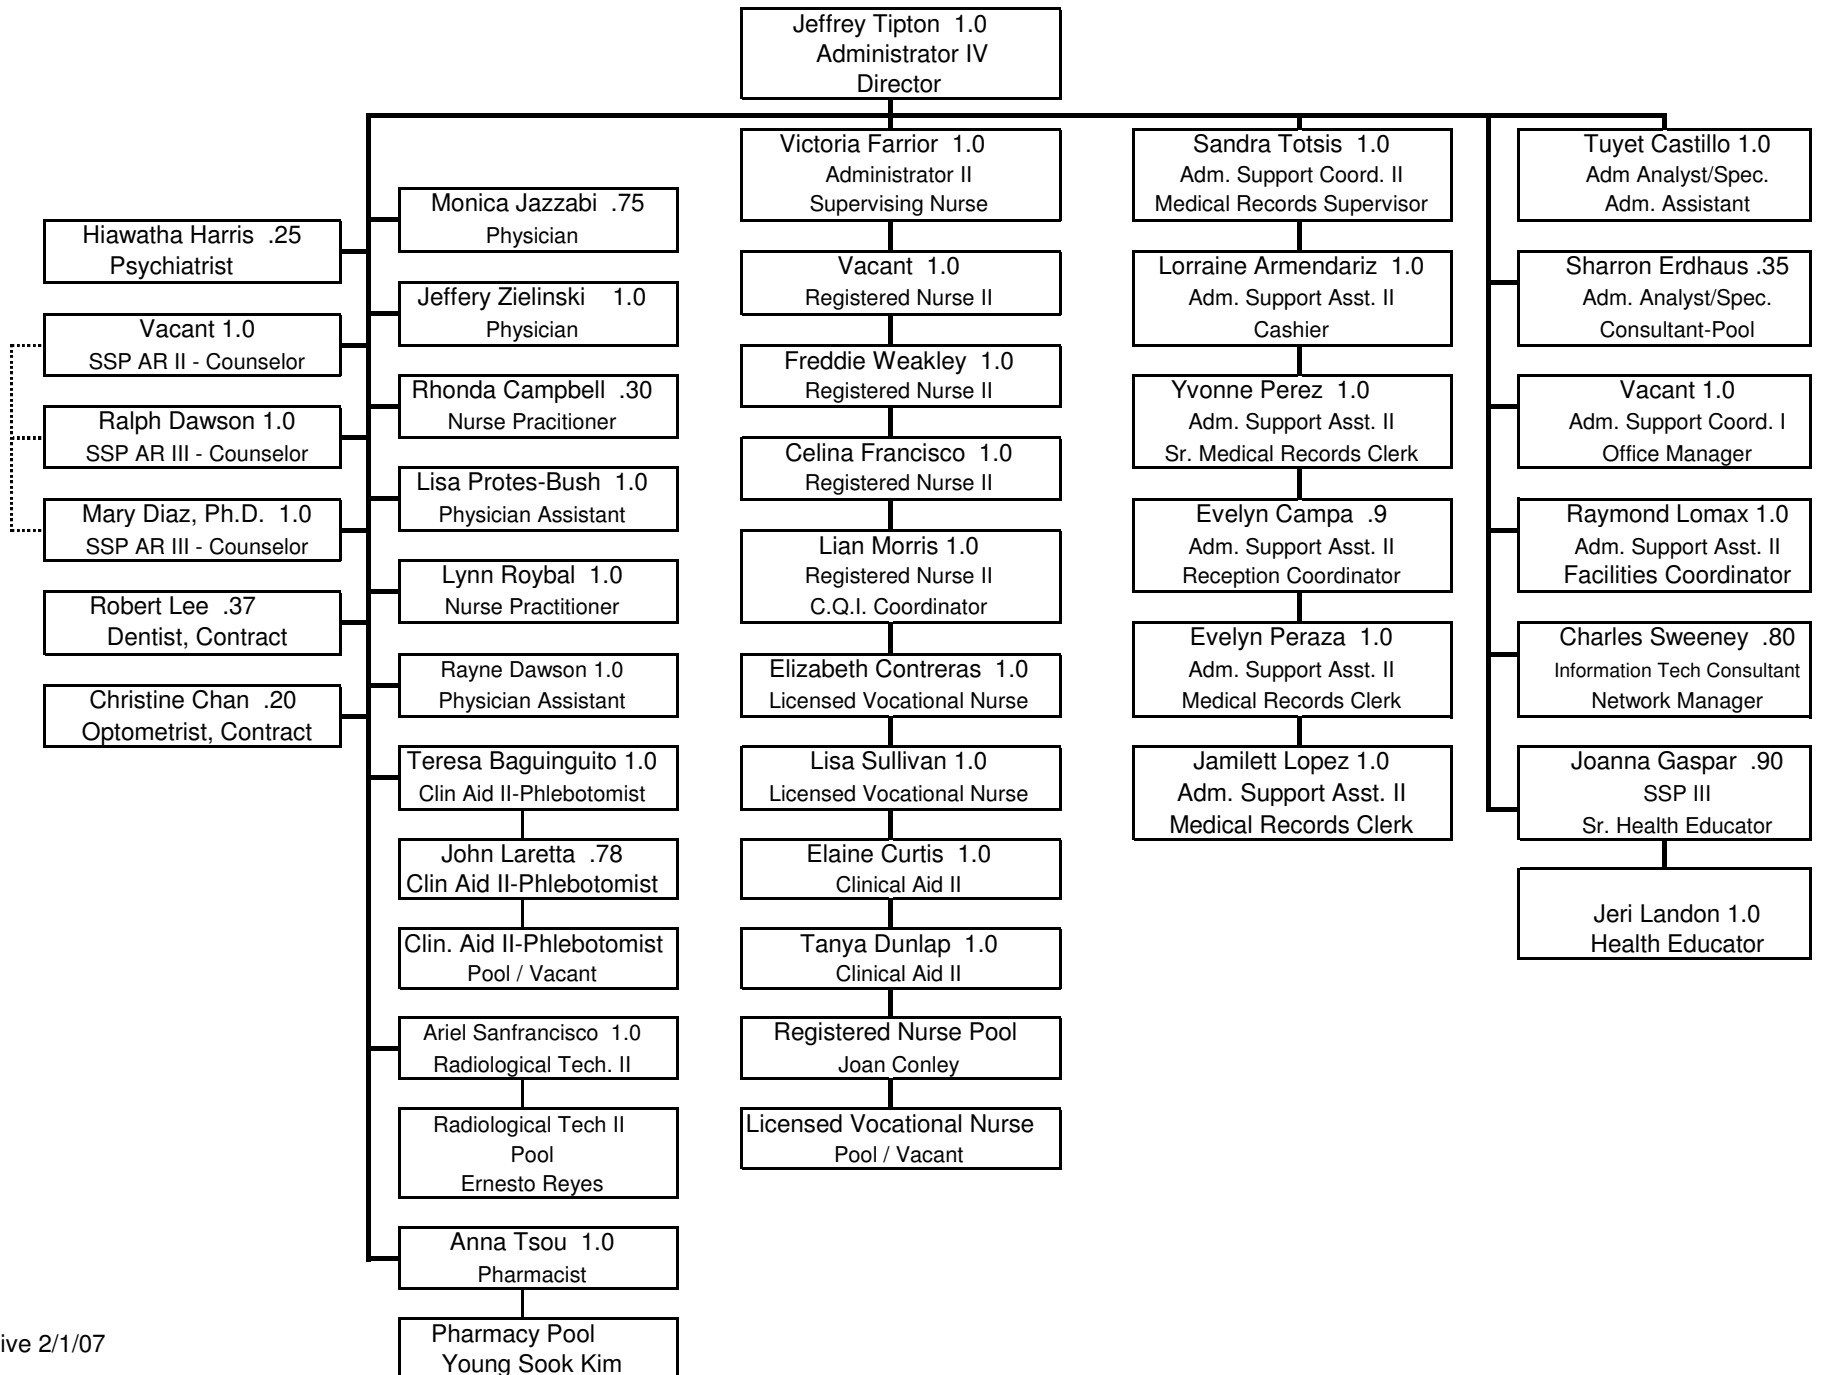 Jeffrey Tipton 1.0
Administrator IV
Director
Hiawatha Harris .25
Psychiatrist
Vacant 1.0
SSP AR II - Counselor
Ralph Dawson 1.0
SSP AR III - Counselor
Mary Diaz, Ph.D. 1.0
SSP AR III - Counselor
Robert Lee .37
Dentist, Contract
Christine Chan .20
Optometrist, Contract
Monica Jazzabi .75
Physician
Jeffery Zielinski 1.0
Physician
Rhonda Campbell .30
Nurse Pracitioner
Lisa Protes-Bush 1.0
Physician Assistant
Lynn Roybal 1.0
Nurse Practitioner
Rayne Dawson 1.0
Physician Assistant
Teresa Baguinguito 1.0
Clin Aid II-Phlebotomist
John Laretta .78
Clin Aid II-Phlebotomist
Clin. Aid II-Phlebotomist
Pool / Vacant
Ariel Sanfrancisco 1.0
Radiological Tech. II
Radiological Tech II
Pool
Ernesto Reyes
Anna Tsou 1.0
Pharmacist
Pharmacy Pool
Young Sook Kim
Victoria Farrior 1.0
Administrator II
Supervising Nurse
Vacant 1.0
Registered Nurse II
Freddie Weakley 1.0
Registered Nurse II
Celina Francisco 1.0
Registered Nurse II
Lian Morris 1.0
Registered Nurse II
C.Q.I. Coordinator
Elizabeth Contreras 1.0
Licensed Vocational Nurse
Lisa Sullivan 1.0
Licensed Vocational Nurse
Elaine Curtis 1.0
Clinical Aid II
Tanya Dunlap 1.0
Clinical Aid II
Registered Nurse Pool
Joan Conley
Licensed Vocational Nurse
Pool / Vacant
Sandra Totsis 1.0
Adm. Support Coord. II
Medical Records Supervisor
Lorraine Armendariz 1.0
Adm. Support Asst. II
Cashier
Yvonne Perez 1.0
Adm. Support Asst. II
Sr. Medical Records Clerk
Evelyn Campa .9
Adm. Support Asst. II
Reception Coordinator
Evelyn Peraza 1.0
Adm. Support Asst. II
Medical Records Clerk
Jamilett Lopez 1.0
Adm. Support Asst. II
Medical Records Clerk
Tuyet Castillo 1.0
Adm Analyst/Spec.
Adm. Assistant
Sharron Erdhaus .35
Adm. Analyst/Spec.
Consultant-Pool
Vacant 1.0
Adm. Support Coord. I
Office Manager
Raymond Lomax 1.0
Adm. Support Asst. II
Facilities Coordinator
Charles Sweeney .80
Information Tech Consultant
Network Manager
Joanna Gaspar .90
SSP III
Sr. Health Educator
Jeri Landon 1.0
Health Educator
ive 2/1/07